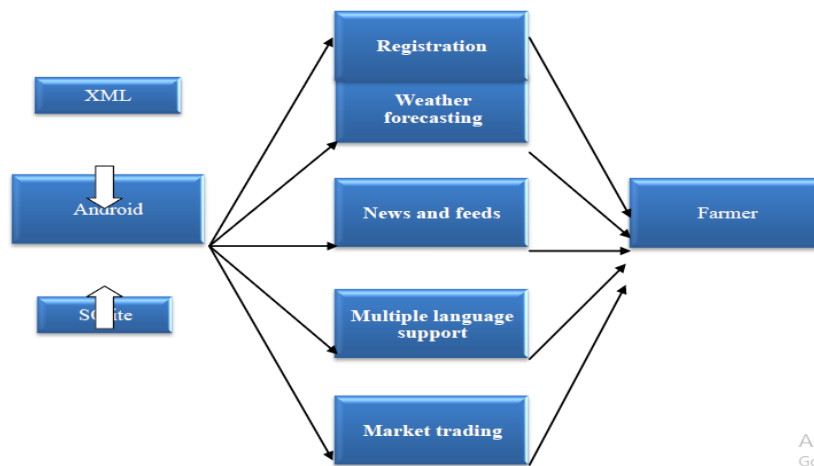 Registration
XML
Weather
forecasting
Android
News and feeds
Farmer
Multiple language
support
Market trading